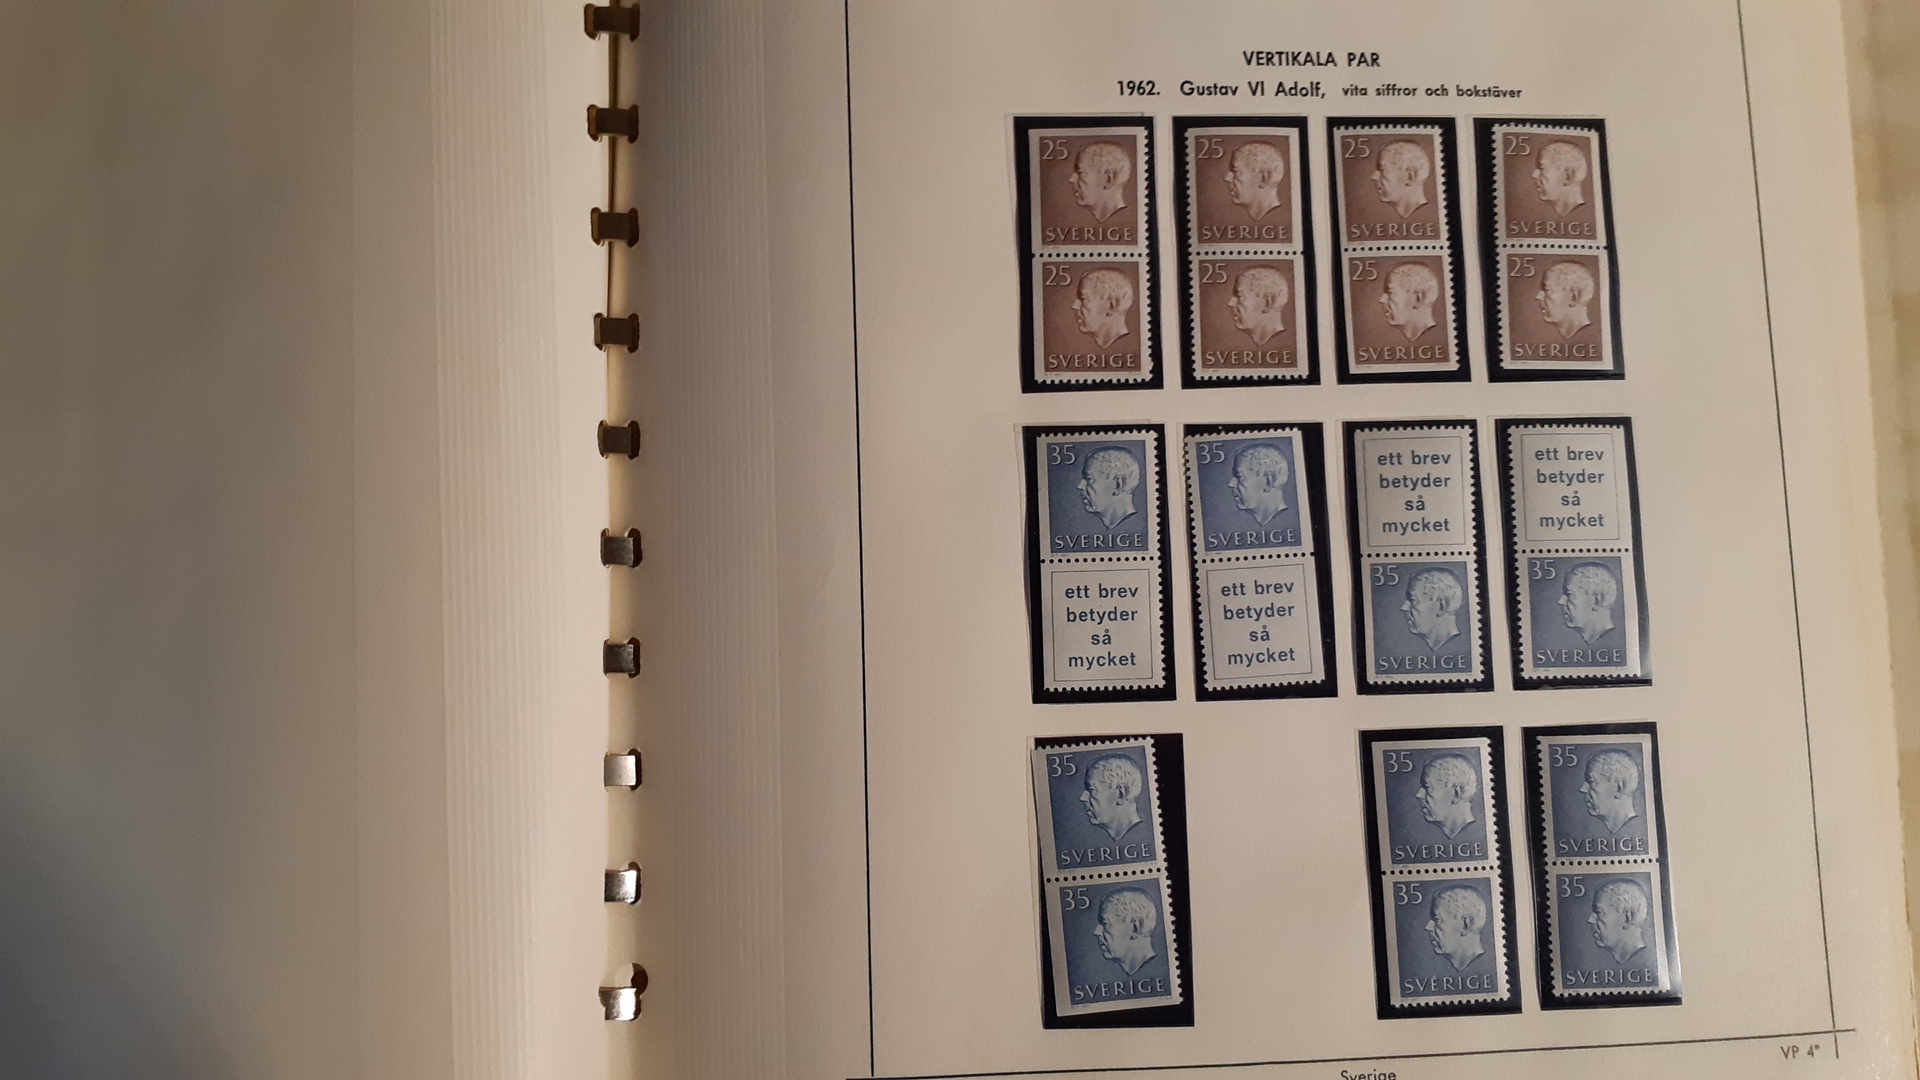 VERTIKALA PAR
1962. Gustav VI Adolf, vita siffror och bokstäver
25 25 25 25
SVERIGE SVERIGE SVERIGE SVERIGE
25 25 25 25
SVERIGE SVERIGE SVERIGE SVERIGE
35
SVERIGE
ett brev
betyder
så
mycket
35
SVERIGE
ett brev
betyder
så
mycket
ett brev
betyder
så
mycket
35
SVERIGE
ett brev
betyder
så
mycket
35
SVERIGE
35 35 35
SVERIGE SVERIGE SVERIGE
35 35 35
SVERIGE SVERIGE SVERIGE
VP 4*
Sverige